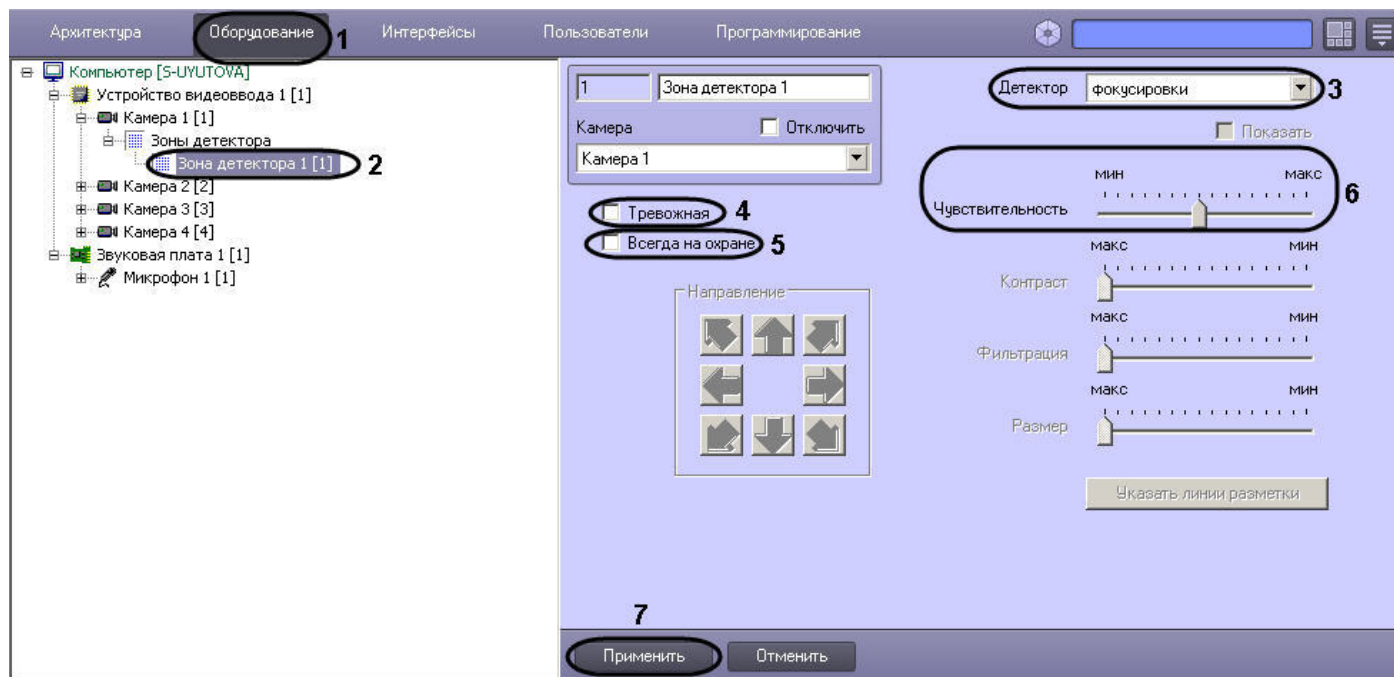 Архитектура Оборудование 1 Интерфейсы Пользователи Программирование
Компьютер [S-UYUTOVA]
Устройство видеоввода 1 [1]
Камера 1 [1]
Зоны детектора
Зона детектора 1 [1] 2
Камера 2 [2]
Камера 3 [3]
Камера 4 [4]
Звуковая плата 1 [1]
Микрофон 1 [1]
1 Зона детектора 1
Камера Отключить
Камера 1
Тревожная 4
Всегда на охране 5
Направление
Детектор фокусировки 3
Показать
мин макс
Чувствительность 6
макс мин
Контраст
макс мин
Фильтрация
макс мин
Размер
Указать линии разметки
7
Применить Отменить